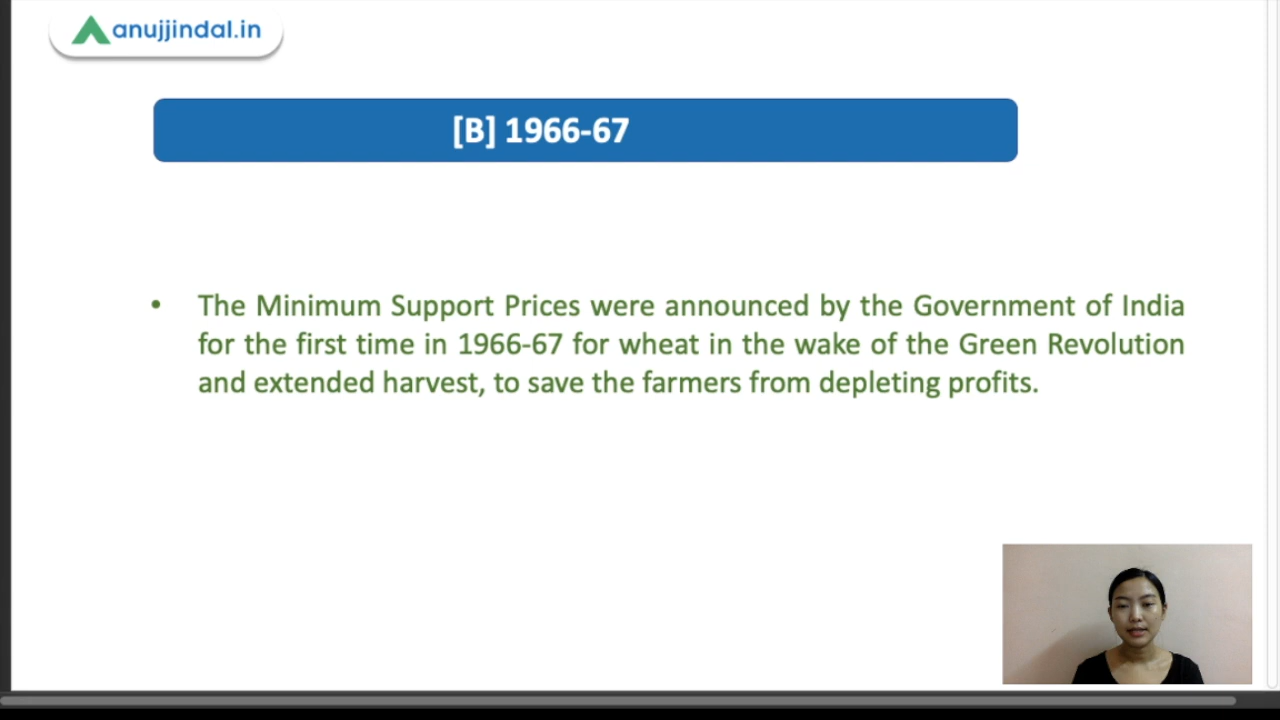 anujjindal.in
[B] 1966-67
• The Minimum Support Prices were announced by the Government of India
for the first time in 1966-67 for wheat in the wake of the Green Revolution
and extended harvest, to save the farmers from depleting profits.